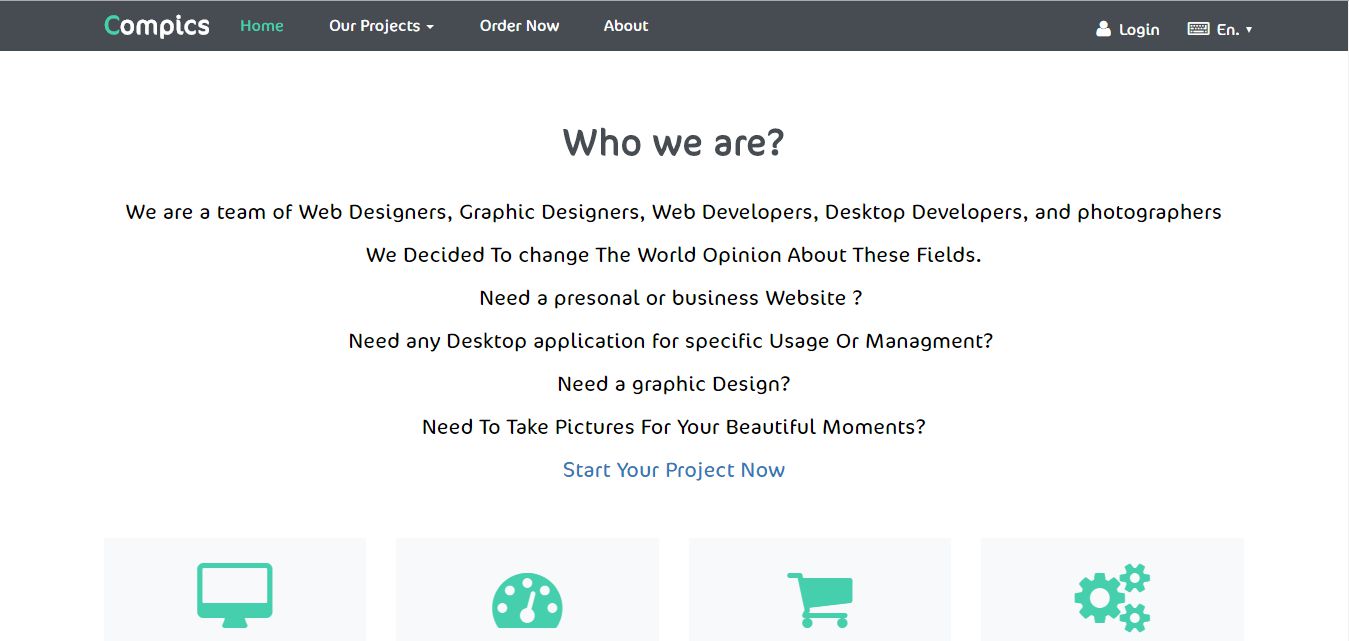 Compics Home Our Projects Order Now About Login En.
Who we are?
We are a team of Web Designers, Graphic Designers, Web Developers, Desktop Developers, and photographers
We Decided To change The World Opinion About These Fields.
Need a presonal or business Website ?
Need any Desktop application for specific Usage Or Managment?
Need a graphic Design?
Need To Take Pictures For Your Beautiful Moments?
Start Your Project Now